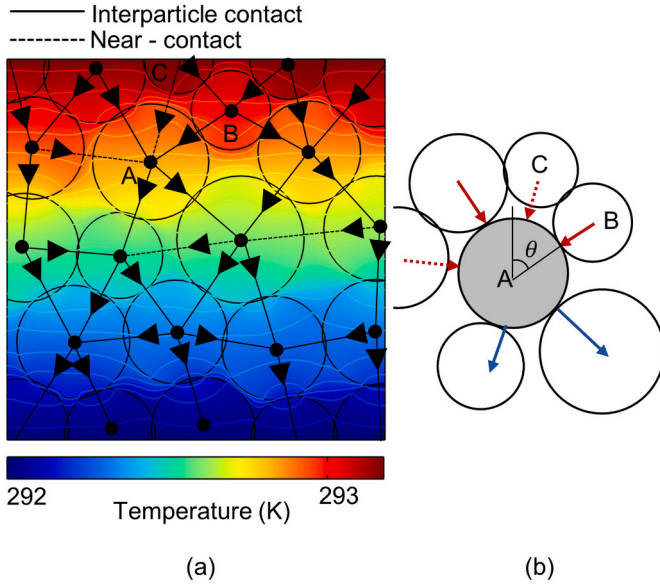 Interparticle contact
Near - contact
C
B
A
C
B
θ
A
292
293
Temperature (K)
(a)
(b)